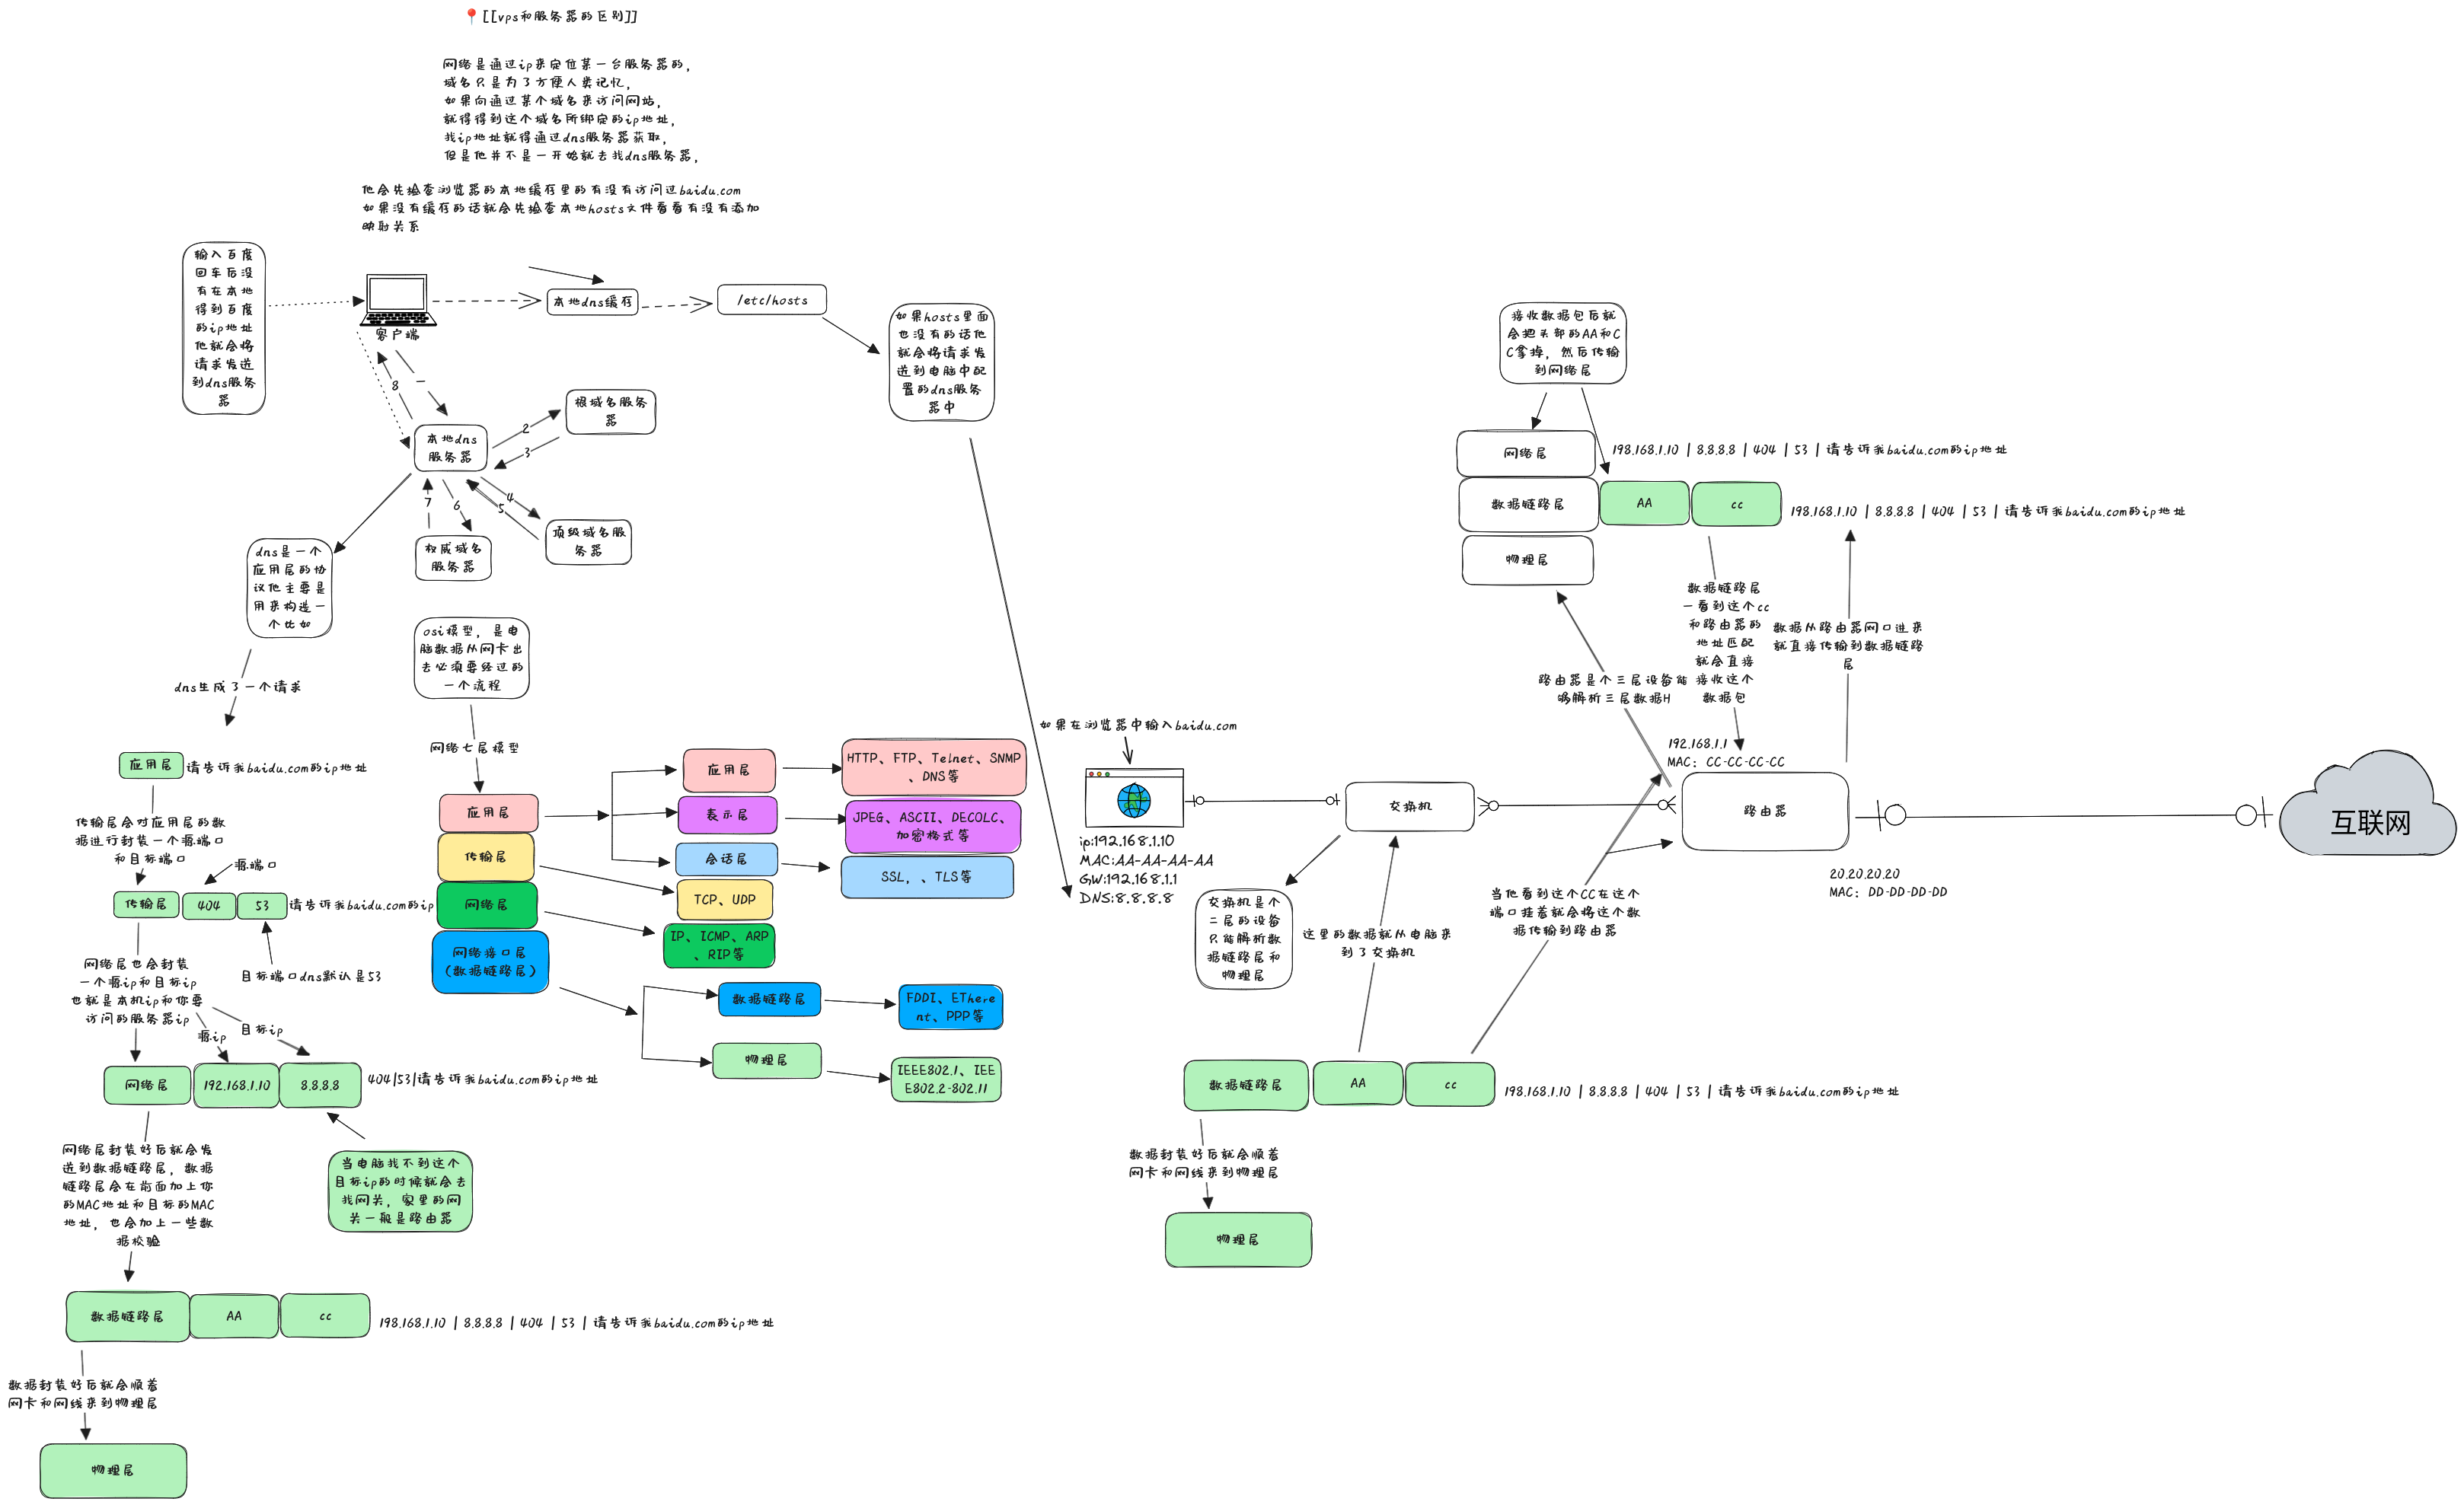 [[vps和服务器的区别]]
网络是通过ip来定位某一台服务器的，
域名只是为了方便人类记忆，
如果向通过某个域名来访问网站，
就得得到这个域名所绑定的ip地址，
找ip地址就得通过dns服务器获取，
但是他并不是一开始就去找dns服务器，
他会先检查浏览器的本地缓存里的有没有访问过baidu.com
如果没有缓存的话就会先检查本地hosts文件看看有没有添加
映射关系
输入百度
回车后没
有在本地
得到百度
的ip地址
他就会将
请求发送
到dns服务
器
客户端
本地dns缓存
/etc/hosts
如果hosts里面
也没有的话他
就会将请求发
送到电脑中配
置的dns服务
器中
8
一
本地dns
服务器
2
3
根域名服务
器
7
6
4
5
权威域名
服务器
顶级域名服
务器
dns是一个
应用层的协
议他主要是
用来构造一
个比如
dns生成了一个请求
应用层
请告诉我baidu.com的ip地址
传输层会对应用层的数
据进行封装一个源端口
和目标端口
源端口
传输层
404
53
请告诉我baidu.com的ip
目标端口dns默认是53
网络层也会封装
一个源ip和目标ip
也就是本机ip和你要
访问的服务器ip
源ip
目标ip
网络层
192.168.1.10
8.8.8.8
404|53|请告诉我baidu.com的ip地址
网络层封装好后就会发
送到数据链路层，数据
链路层会在前面加上你
的MAC地址和目标的MAC
地址，也会加上一些数
据校验
当电脑找不到这个
目标ip的时候就会去
找网关，家里的网
关一般是路由器
数据链路层
AA
cc
198.168.1.10 | 8.8.8.8 | 404 | 53 | 请告诉我baidu.com的ip地址
数据封装好后就会顺着
网卡和网线来到物理层
物理层
osi模型，是电
脑数据从网卡出
去必须要经过的
一个流程
网络七层模型
应用层
传输层
网络层
网络接口层
（数据链路层）
应用层
HTTP、FTP、Telnet、SNMP
、DNS等
表示层
JPEG、ASCII、DECOLC、
加密格式等
会话层
SSL，、TLS等
TCP、UDP
IP、ICMP、ARP
、RIP等
数据链路层
FDDI、EThere
nt、PPP等
物理层
IEEE802.1、IEE
E802.2-802.11
如果在浏览器中输入baidu.com
ip:192.168.1.10
MAC:AA-AA-AA-AA
GW:192.168.1.1
DNS:8.8.8.8
交换机
交换机是个
二层的设备
只能解析数
据链路层和
物理层
这里的数据就从电脑来
到了交换机
当他看到这个CC在这个
端口挂着就会将这个数
据传输到路由器
数据链路层
AA
cc
198.168.1.10 | 8.8.8.8 | 404 | 53 | 请告诉我baidu.com的ip地址
数据封装好后就会顺着
网卡和网线来到物理层
物理层
接收数据包后就
会把头部的AA和C
C拿掉，然后传输
到网络层
网络层
198.168.1.10 | 8.8.8.8 | 404 | 53 | 请告诉我baidu.com的ip地址
数据链路层
AA
cc
198.168.1.10 | 8.8.8.8 | 404 | 53 | 请告诉我baidu.com的ip地址
物理层
数据链路层
一看到这个cc
和路由器的
地址匹配
就会直接
接收这个
数据包
数据从路由器网口进来
就直接传输到数据链路
层
路由器是个三层设备能
够解析三层数据H
192.168.1.1
MAC：CC-CC-CC-CC
路由器
20.20.20.20
MAC：DD-DD-DD-DD
互联网